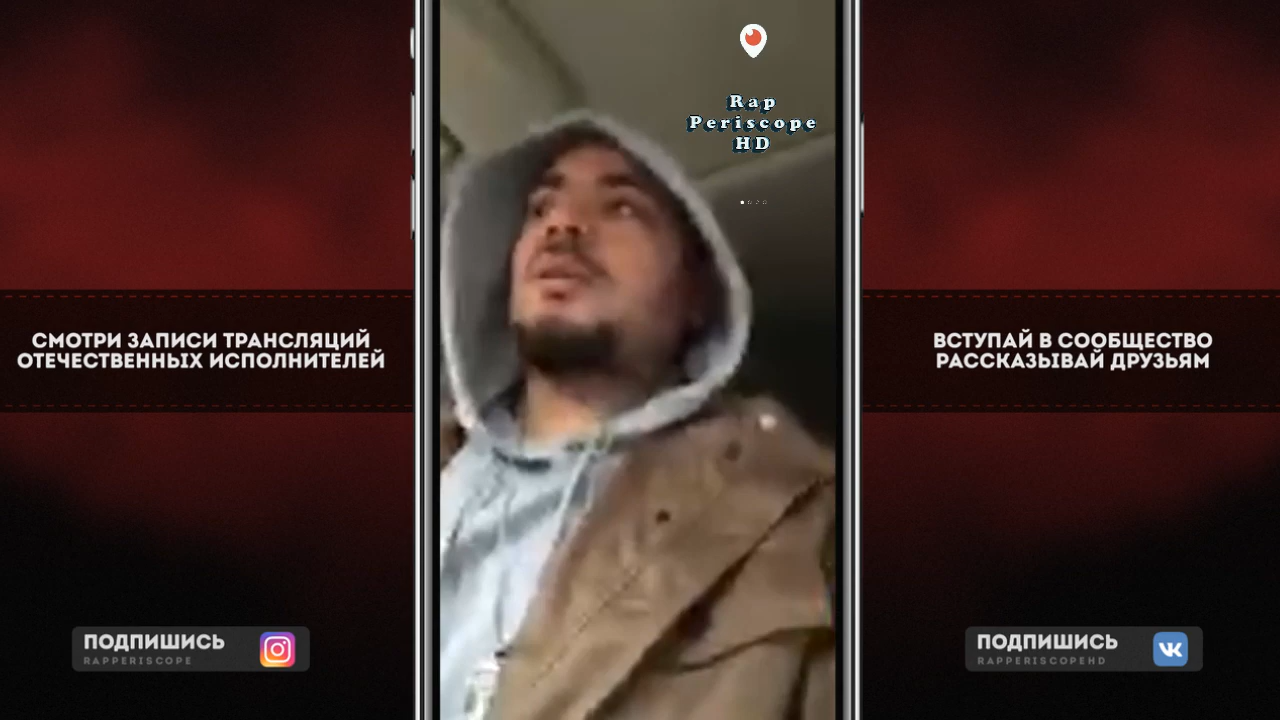 Rap
Periscope
HD
СМОТРИ ЗАПИСИ ТРАНСЛЯЦИЙ
ОТЕЧЕСТВЕННЫХ ИСПОЛНИТЕЛЕЙ
ВСТУПАЙ В СООБЩЕСТВО
РАССКАЗЫВАЙ ДРУЗЬЯМ
ПОДПИШИСЬ
RAPPERISCOPE
ПОДПИШИСЬ
RAPPERISCOPEHD